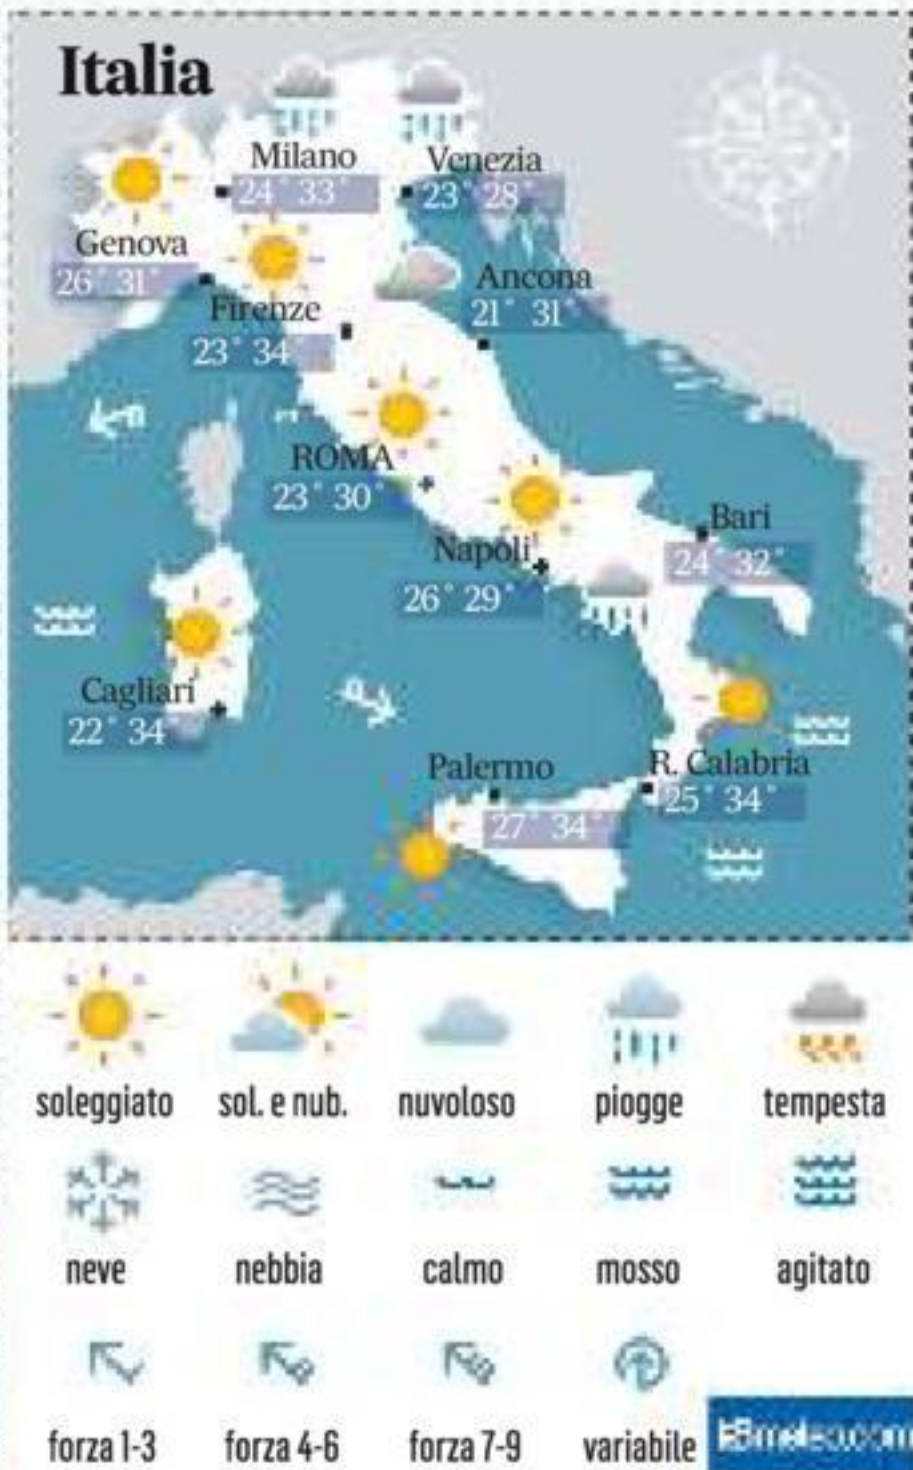 Italia
Milano
24° 33°
Venezia
23° 28°
Genova
26° 31°
Ancona
21° 31°
Firenze
23° 34°
ROMA
23° 30°
Bari
24° 32°
Napoli
26° 29°
Cagliari
22° 34°
Palermo
27° 34°
R. Calabria
25° 34°
soleggiato sol. e nub. nuvoloso piogge tempesta
neve nebbia calmo mosso agitato
forza 1-3 forza 4-6 forza 7-9 variabile